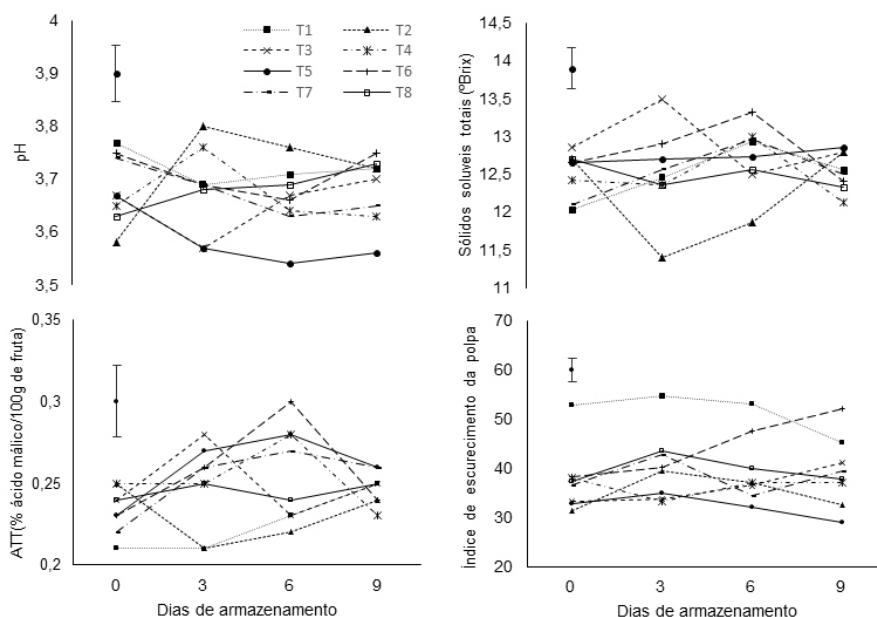 pH
4
3,9
3,8
3,7
3,6
3,5
T1 T2
T3 T4
T5 T6
T7 T8
Sólidos soluveis totais (ºBrix)
14,5
14
13,5
13
12,5
12
11,5
11
ATT(% ácido málico/100g de fruta)
0,35
0,3
0,25
0,2
0 3 6 9
Dias de armazenamento
Índice de escurecimento da polpa
70
60
50
40
30
20
0 3 6 9
Dias de armazenamento